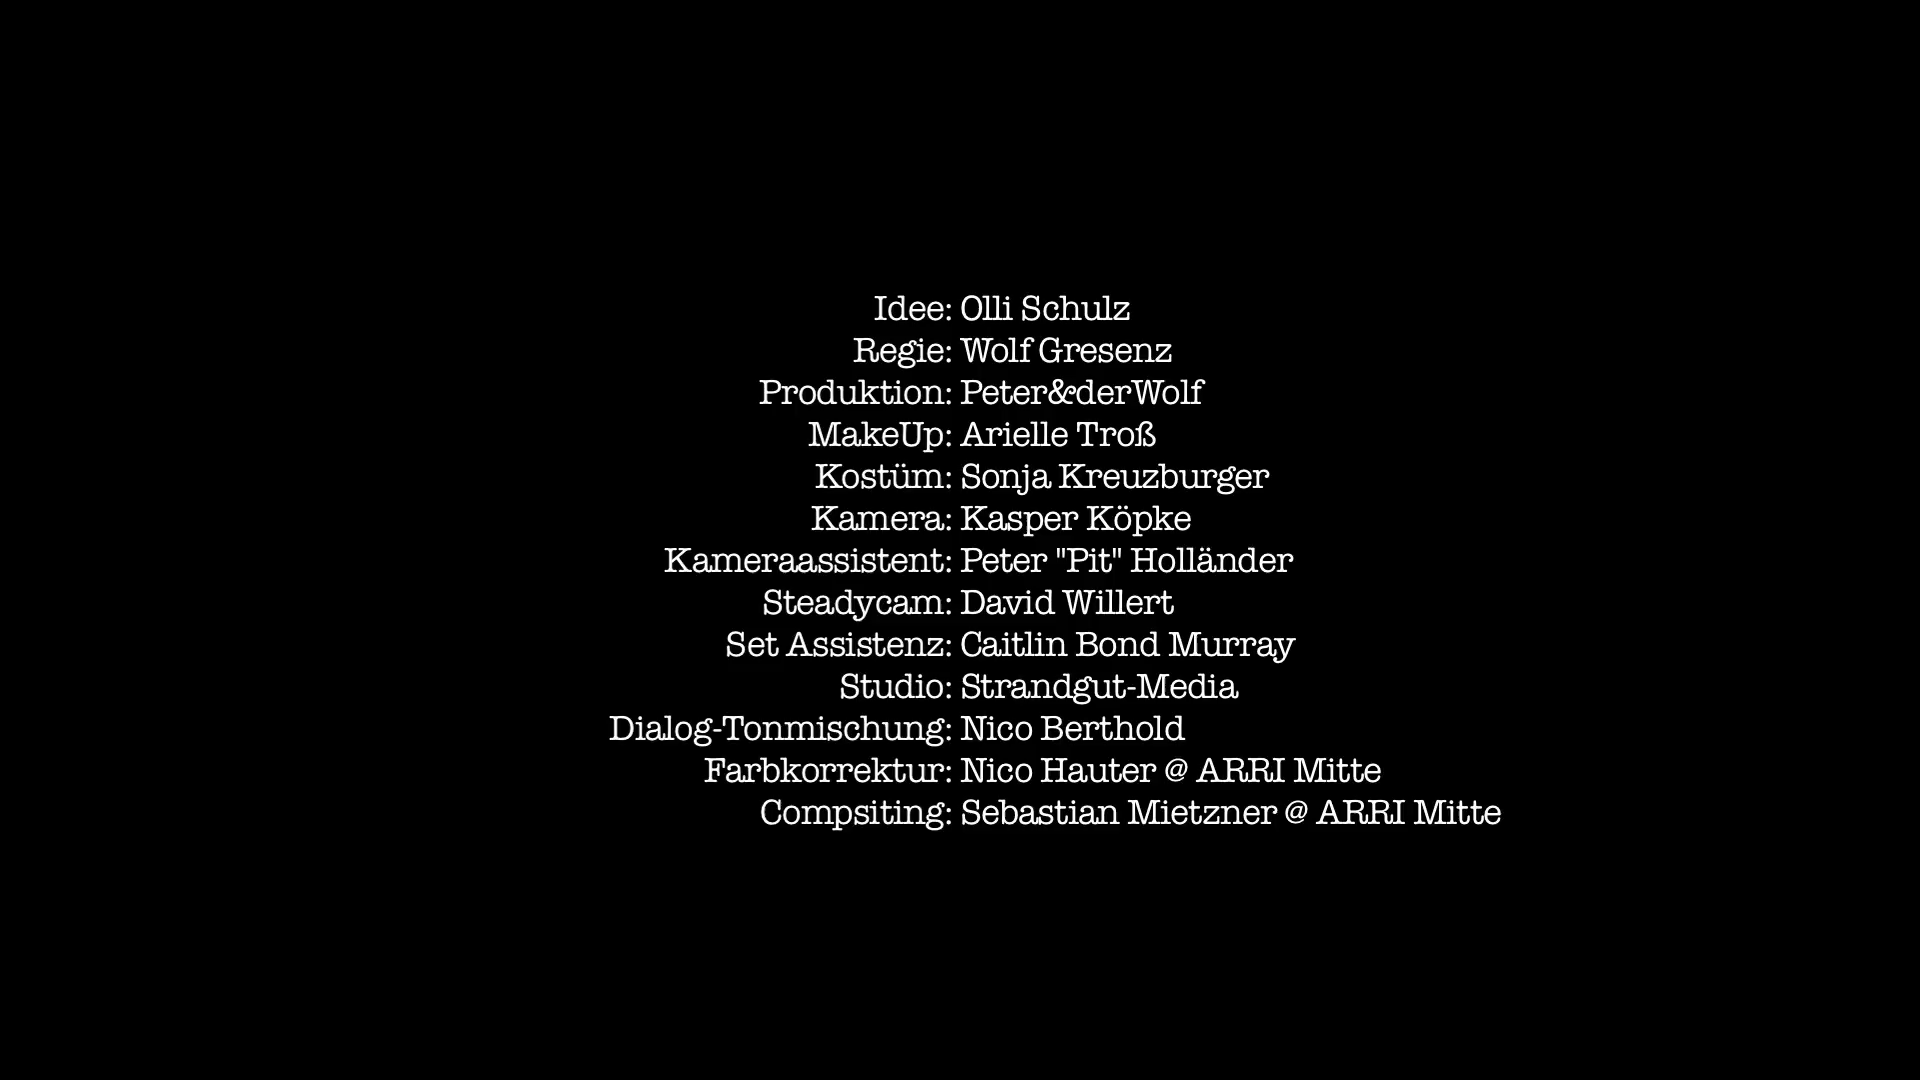 Idee: Olli Schulz
Regie: Wolf Gresenz
Produktion: Peter&derWolf
MakeUp: Arielle Troß
Kostüm: Sonja Kreuzburger
Kamera: Kasper Köpke
Kameraassistent: Peter "Pit" Holländer
Steadycam: David Willert
Set Assistenz: Caitlin Bond Murray
Studio: Strandgut-Media
Dialog-Tonmischung: Nico Berthold
Farbkorrektur: Nico Hauter @ ARRI Mitte
Compsiting: Sebastian Mietzner @ ARRI Mitte